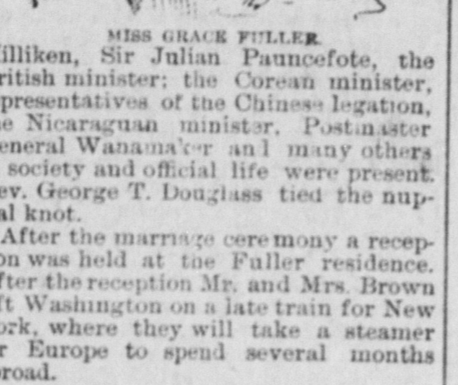 MISS GRACE FULLER.
illiken, Sir Julian Pauncefote, the
ritish minister; the Corean minister,
presentatives of the Chinese legation,
e Nicaraguan minister, Postmaster
eneral Wanamaker and many others
society and official life were present.
ev. George T. Douglass tied the nup-
al knot.
After the marriage ceremony a recep-
on was held at the Fuller residence.
fter the reception Mr. and Mrs. Brown
ft Washington on a late train for New
ork, where they will take a steamer
r Europe to spend several months
road.